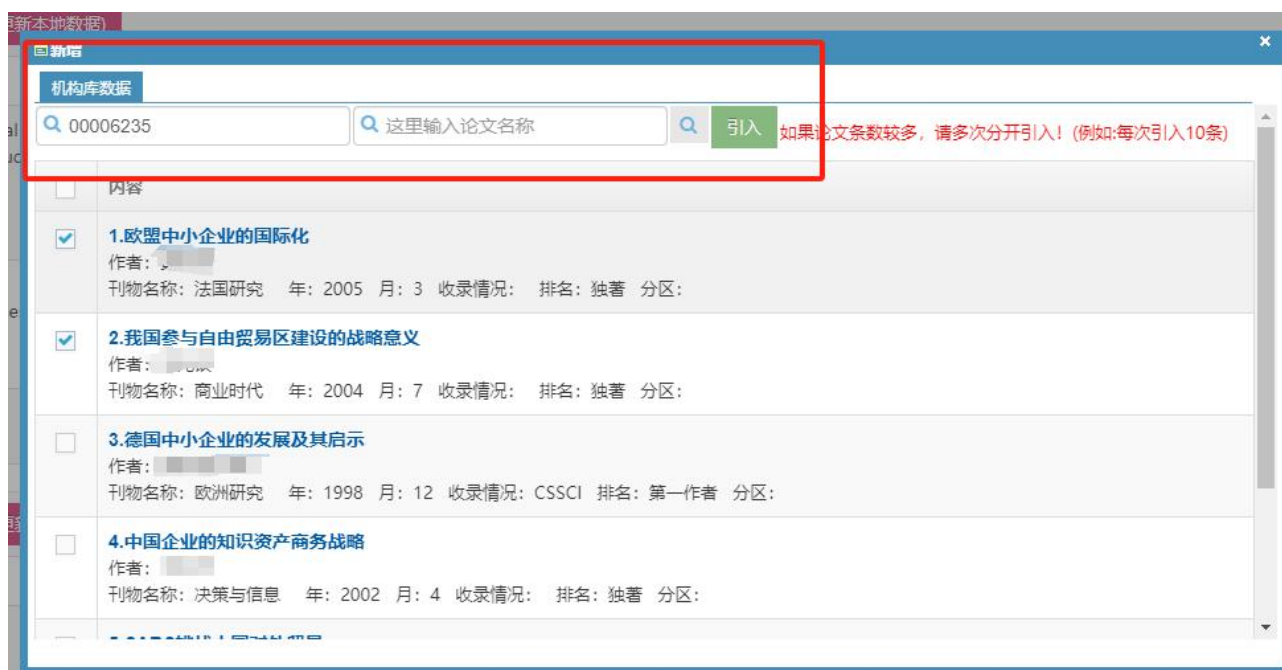 更新本地数据)
新增
×
机构库数据
00006235
这里输入论文名称
引入
如果论文条数较多，请多次分开引入！(例如:每次引入10条)
内容
1.欧盟中小企业的国际化
作者：
刊物名称：法国研究 年：2005 月：3 收录情况： 排名：独著 分区：
2.我国参与自由贸易区建设的战略意义
作者：
刊物名称：商业时代 年：2004 月：7 收录情况： 排名：独著 分区：
3.德国中小企业的发展及其启示
作者：
刊物名称：欧洲研究 年：1998 月：12 收录情况：CSSCI 排名：第一作者 分区：
4.中国企业的知识资产商务战略
作者：
刊物名称：决策与信息 年：2002 月：4 收录情况： 排名：独著 分区：